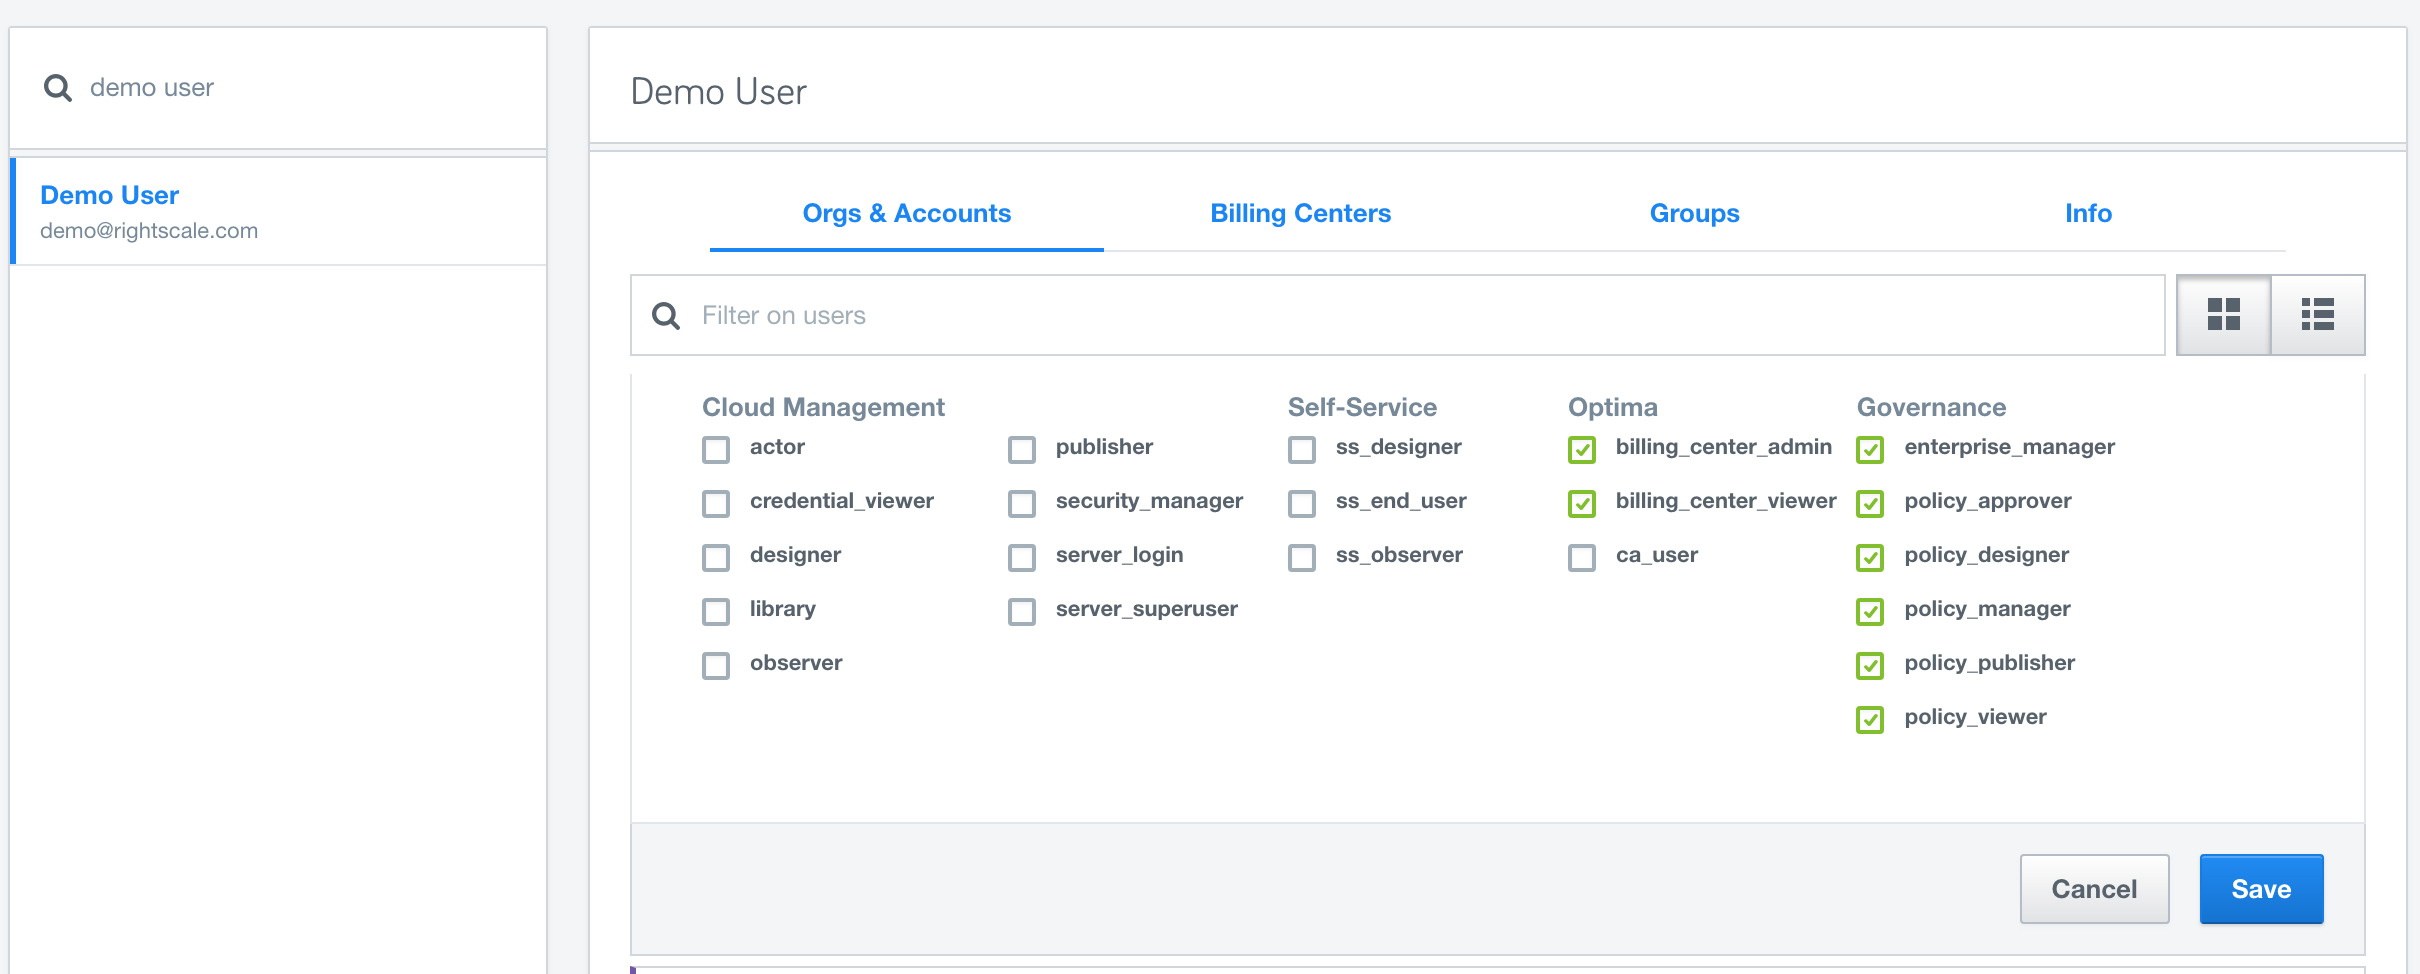 demo user
Demo User
demo@rightscale.com
Demo User
Orgs & Accounts
Billing Centers
Groups
Info
Filter on users
Cloud Management
actor
credential_viewer
designer
library
observer
publisher
security_manager
server_login
server_superuser
Self-Service
ss_designer
ss_end_user
ss_observer
Optima
billing_center_admin
billing_center_viewer
ca_user
Governance
enterprise_manager
policy_approver
policy_designer
policy_manager
policy_publisher
policy_viewer
Cancel
Save